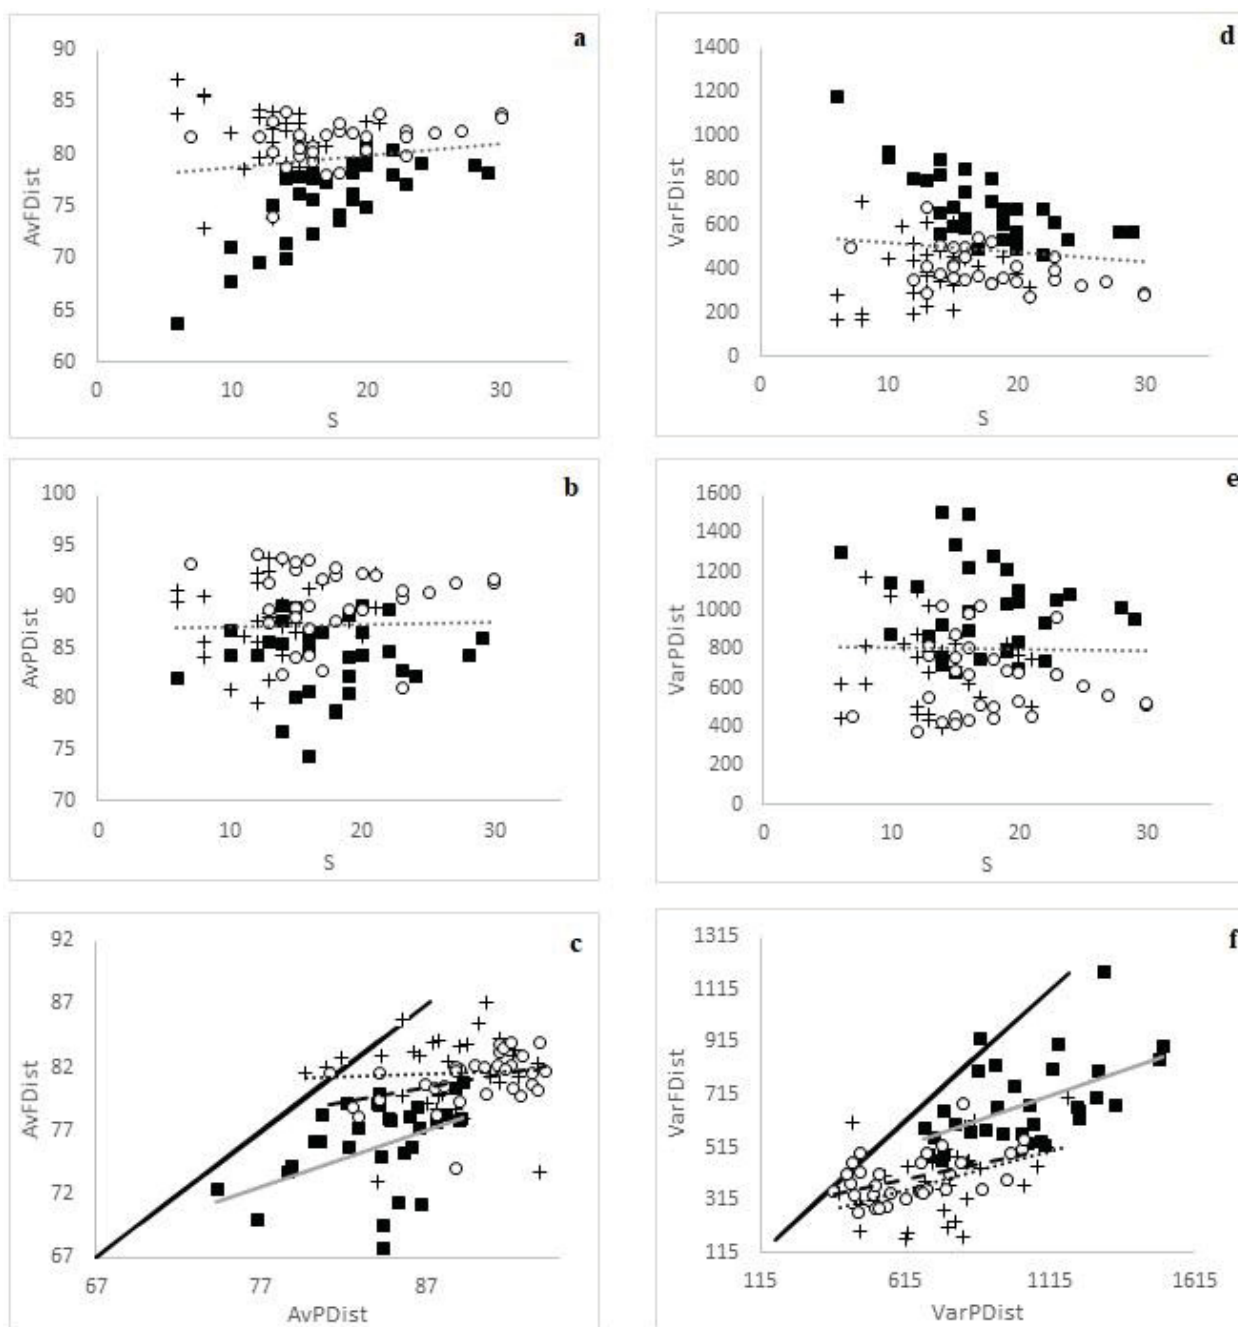 a
90
85
80
75
70
65
60
AvFDist
0 10 20 30
S
d
1400
1200
1000
800
600
400
200
0
VarFDist
0 10 20 30
S
b
100
95
90
85
80
75
70
AvPDist
0 10 20 30
S
e
1600
1400
1200
1000
800
600
400
200
0
VarPDist
0 10 20 30
S
c
92
87
82
77
72
67
AvFDist
67 77 87
AvPDist
f
1315
1115
915
715
515
315
115
VarFDist
115 615 1115 1615
VarPDist